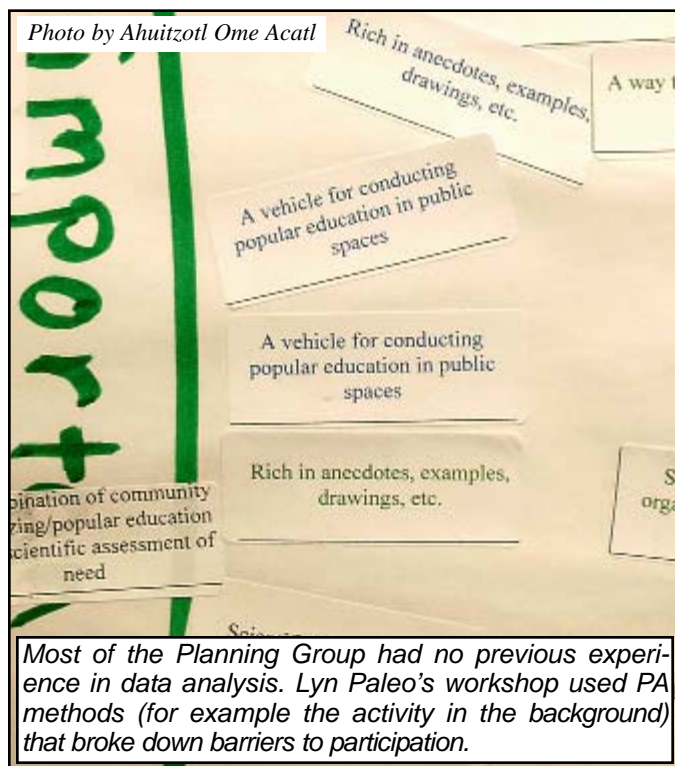 Photo by Ahuitzotl Ome Acatl
mport
Rich in anecdotes, examples,
drawings, etc.
A way t
A vehicle for conducting
popular education in public
spaces
A vehicle for conducting
popular education in public
spaces
Rich in anecdotes, examples,
drawings, etc.
S
orga
bination of community
zing/popular education
cientific assessment of
need
Most of the Planning Group had no previous experi-
ence in data analysis. Lyn Paleo's workshop used PA
methods (for example the activity in the background)
that broke down barriers to participation.